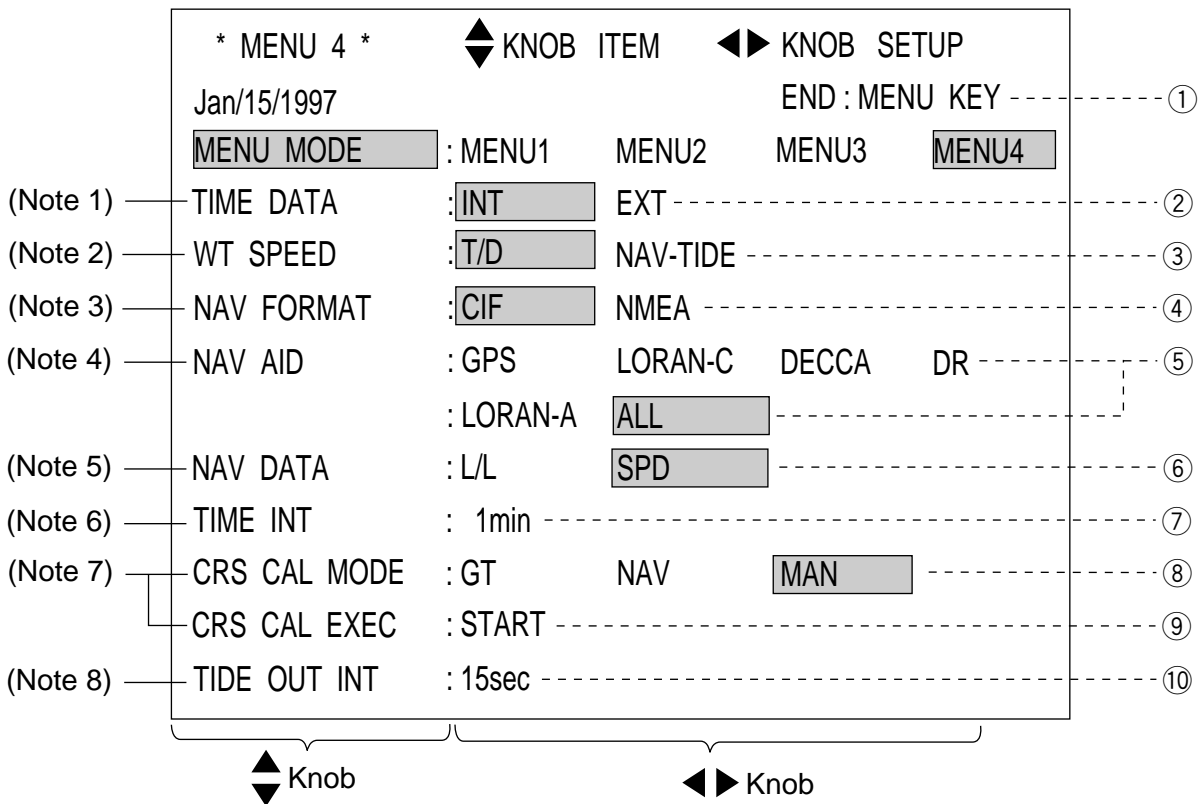 * MENU 4 * ▲▼ KNOB ITEM ◀▶ KNOB SETUP
Jan/15/1997 END : MENU KEY ①
MENU MODE : MENU1 MENU2 MENU3 MENU4
(Note 1) TIME DATA : INT EXT ②
(Note 2) WT SPEED : T/D NAV-TIDE ③
(Note 3) NAV FORMAT : CIF NMEA ④
(Note 4) NAV AID : GPS LORAN-C DECCA DR ⑤
: LORAN-A ALL
(Note 5) NAV DATA : L/L SPD ⑥
(Note 6) TIME INT : 1min ⑦
(Note 7) CRS CAL MODE : GT NAV MAN ⑧
CRS CAL EXEC : START ⑨
(Note 8) TIDE OUT INT : 15sec ⑩
▲▼ Knob ◀▶ Knob